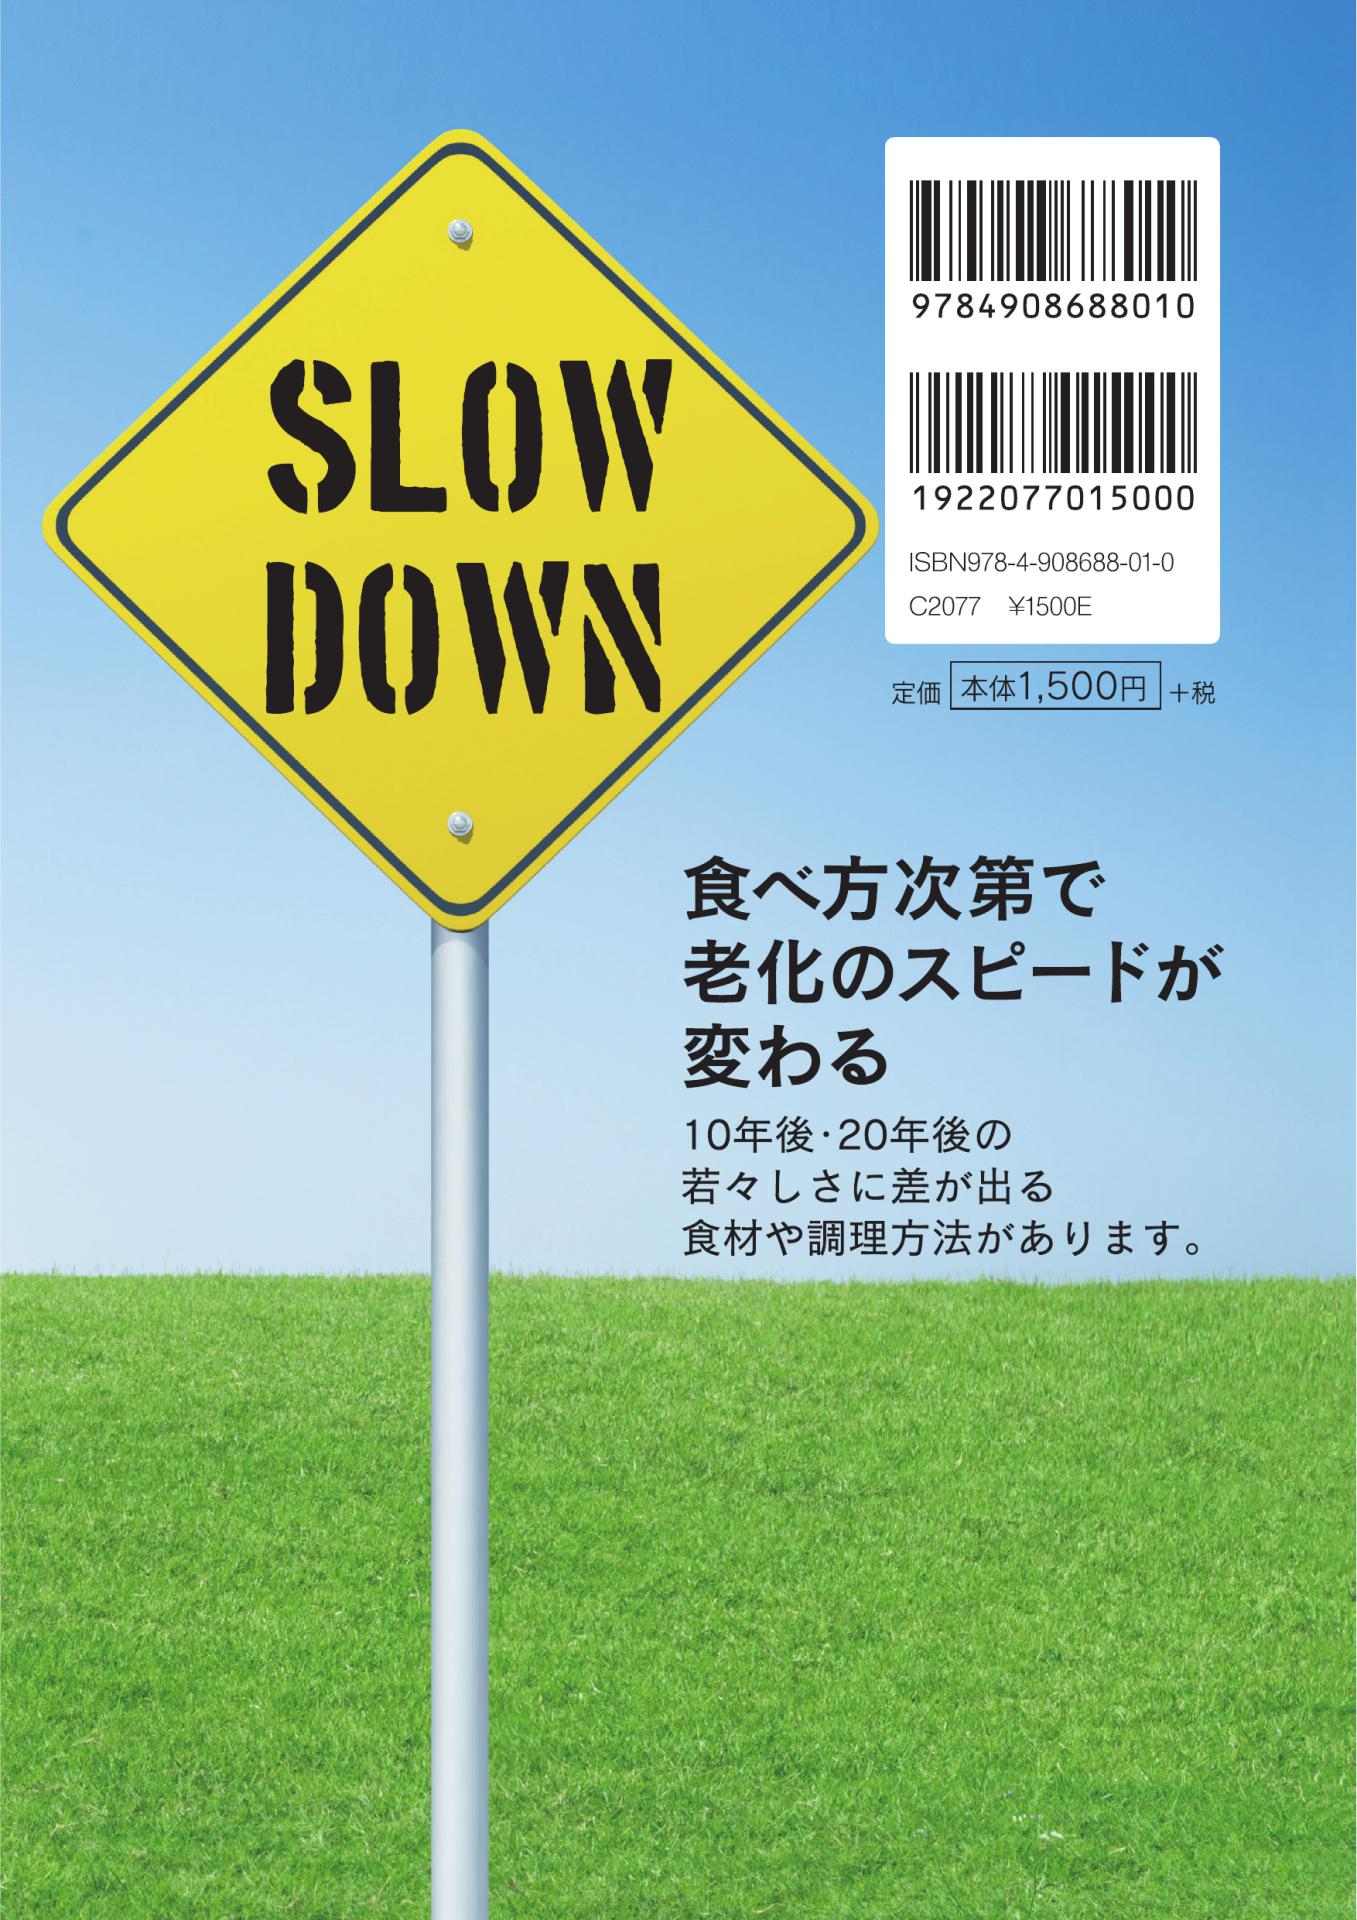 SLOW
DOWN
9784908688010
1922077015000
ISBN978-4-908688-01-0
C2077 ¥1500E
定価 本体1,500円 +税
食べ方次第で
老化のスピードが
変わる
10年後・20年後の
若々しさに差が出る
食材や調理方法があります。